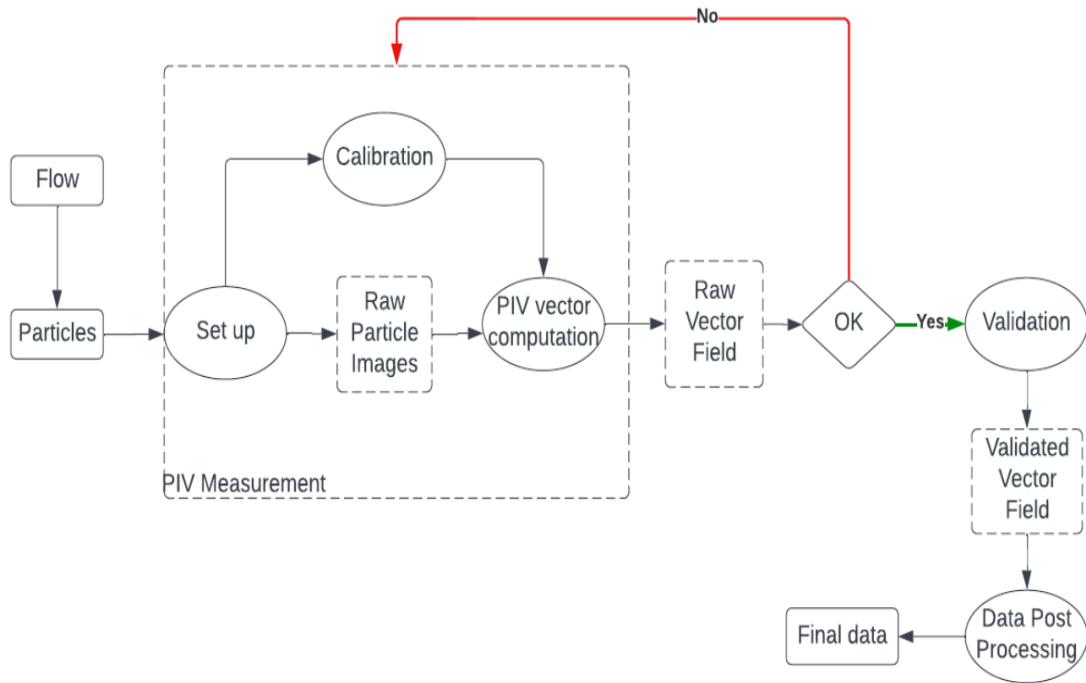 No
Calibration
Flow
Particles
Set up
Raw
Particle
Images
PIV vector
computation
Raw
Vector
Field
OK
Yes
Validation
PIV Measurement
Validated
Vector
Field
Data Post
Processing
Final data